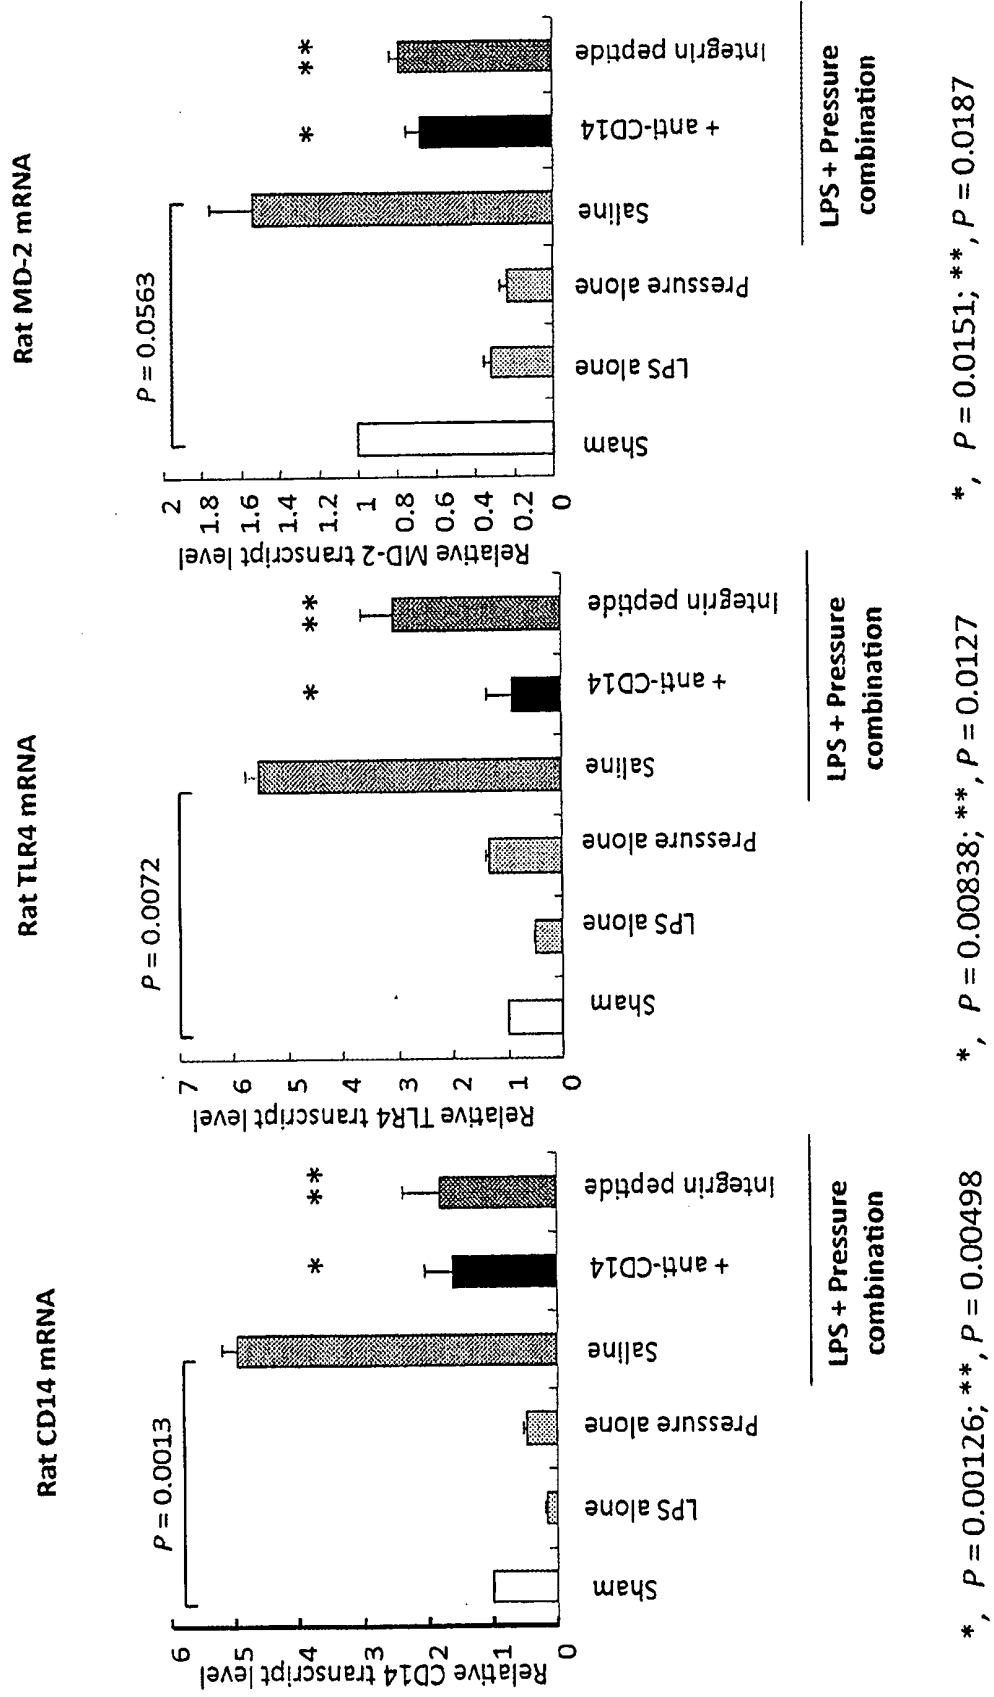 Rat CD14 mRNA
P = 0.0013
Relative CD14 transcript level
6
5
4
3
2
1
0
*
**
Sham
LPS alone
Pressure alone
Saline
+ anti-CD14
Integrin peptide
LPS + Pressure
combination
*, P = 0.00126; **, P = 0.00498
Rat TLR4 mRNA
P = 0.0072
Relative TLR4 transcript level
7
6
5
4
3
2
1
0
*
**
Sham
LPS alone
Pressure alone
Saline
+ anti-CD14
Integrin peptide
LPS + Pressure
combination
*, P = 0.00838; **, P = 0.0127
Rat MD-2 mRNA
P = 0.0563
Relative MD-2 transcript level
2
1.8
1.6
1.4
1.2
1
0.8
0.6
0.4
0.2
0
*
**
Sham
LPS alone
Pressure alone
Saline
+ anti-CD14
Integrin peptide
LPS + Pressure
combination
*, P = 0.0151; **, P = 0.0187